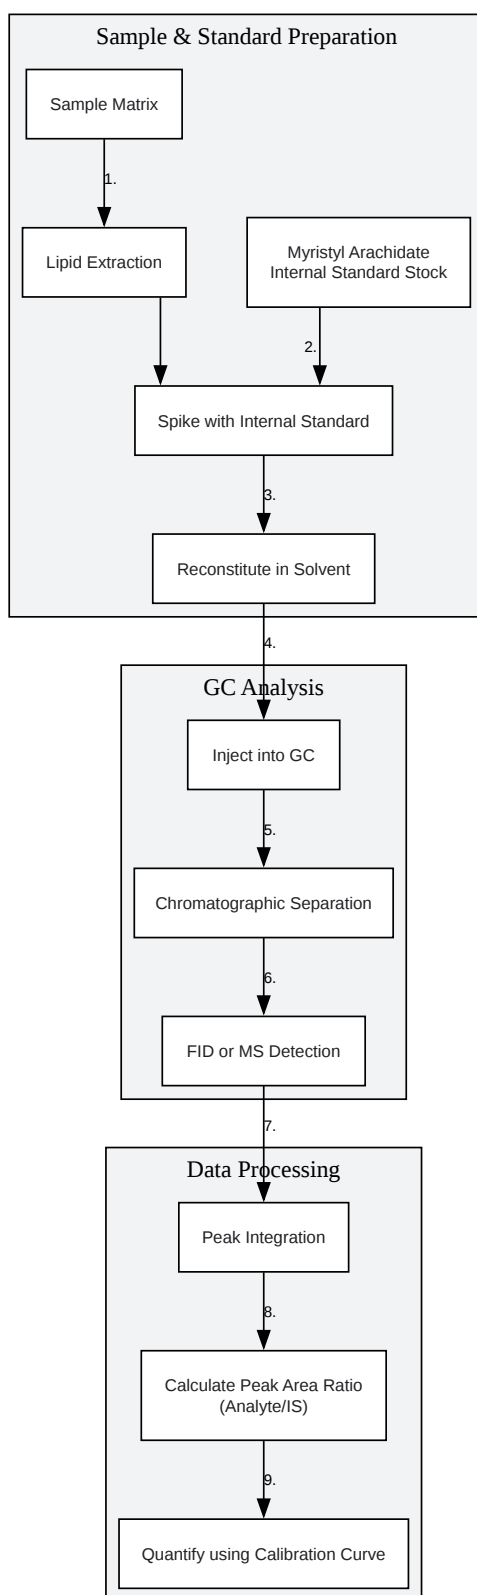 Sample & Standard Preparation
Sample Matrix
1.
Lipid Extraction
Myristyl Arachidate
Internal Standard Stock
2.
Spike with Internal Standard
3.
Reconstitute in Solvent
4.
GC Analysis
Inject into GC
5.
Chromatographic Separation
6.
FID or MS Detection
7.
Data Processing
Peak Integration
8.
Calculate Peak Area Ratio
(Analyte/IS)
9.
Quantify using Calibration Curve